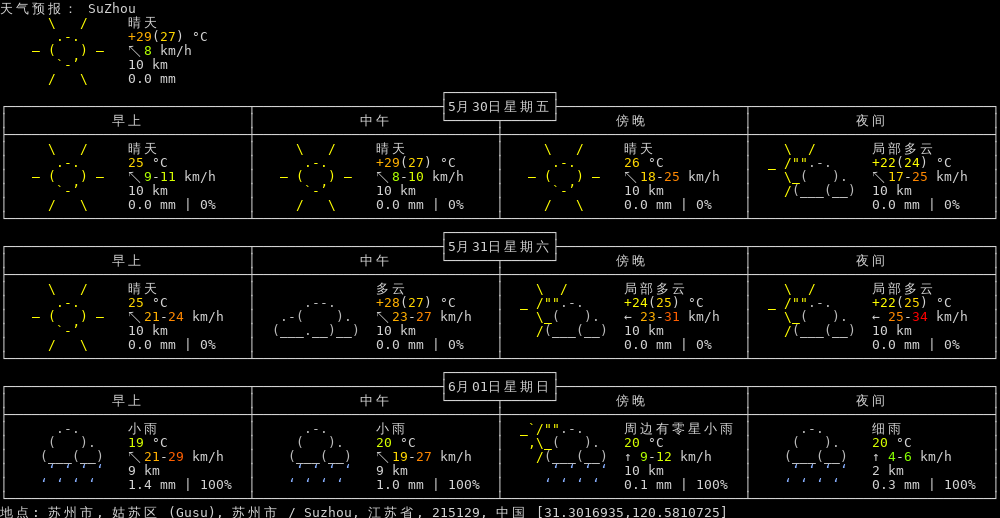 天气预报: SuZhou
晴天
+29(27) °C
↖ 8 km/h
10 km
0.0 mm
5月30日星期五
早上 中午 傍晚 夜间
晴天 晴天 晴天 局部多云
25 °C +29(27) °C 26 °C +22(24) °C
↖ 9-11 km/h ↖ 8-10 km/h ↖ 18-25 km/h ↖ 17-25 km/h
10 km 10 km 10 km 10 km
0.0 mm | 0% 0.0 mm | 0% 0.0 mm | 0% 0.0 mm | 0%
5月31日星期六
早上 中午 傍晚 夜间
晴天 多云 局部多云 局部多云
25 °C +28(27) °C +24(25) °C +22(25) °C
↖ 21-24 km/h ↖ 23-27 km/h ← 23-31 km/h ← 25-34 km/h
10 km 10 km 10 km 10 km
0.0 mm | 0% 0.0 mm | 0% 0.0 mm | 0% 0.0 mm | 0%
6月01日星期日
早上 中午 傍晚 夜间
小雨 小雨 周边有零星小雨 细雨
19 °C 20 °C 20 °C 20 °C
↖ 21-29 km/h ↖ 19-27 km/h ↑ 9-12 km/h ↑ 4-6 km/h
9 km 9 km 10 km 2 km
1.4 mm | 100% 1.0 mm | 100% 0.1 mm | 100% 0.3 mm | 100%
地点: 苏州市, 姑苏区 (Gusu), 苏州市 / Suzhou, 江苏省, 215129, 中国 [31.3016935,120.5810725]